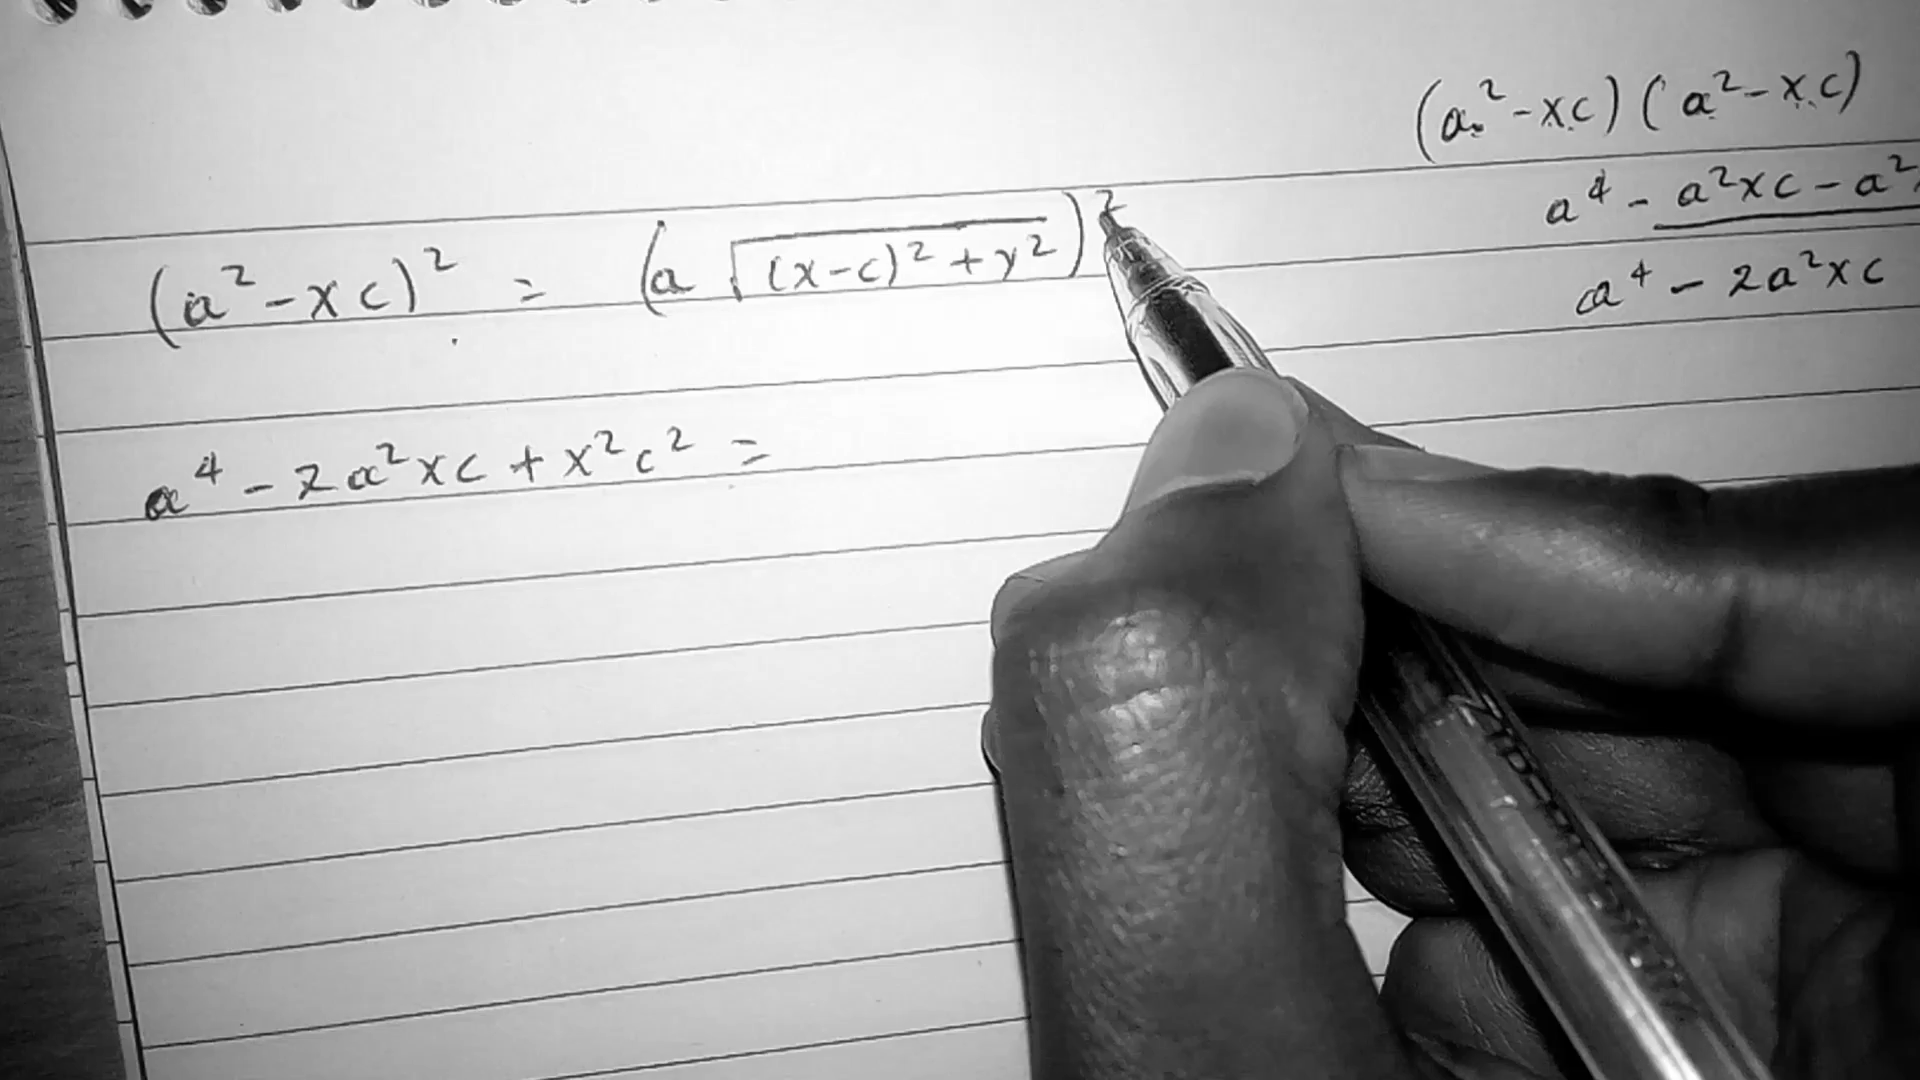 (a² - xc)(a² - xc)
a⁴ - a²xc - a²
a⁴ - 2a²xc
(a² - xc)² = (a √(x-c)² + y²)²
a⁴ - 2a²xc + x²c² =